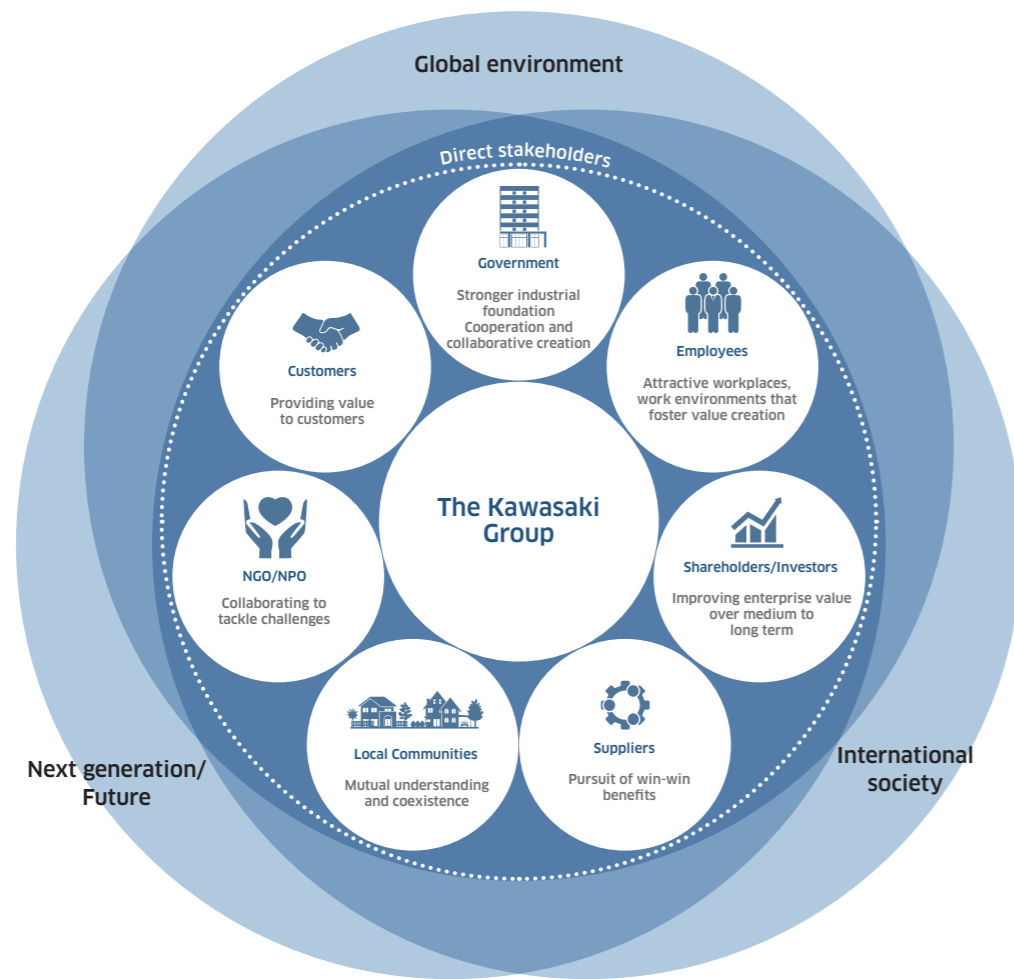 Global environment
Direct stakeholders
Government
Stronger industrial
foundation
Cooperation and
collaborative creation
Employees
Attractive workplaces,
work environments that
foster value creation
Customers
Providing value
to customers
The Kawasaki
Group
NGO/NPO
Collaborating to
tackle challenges
Shareholders/Investors
Improving enterprise value
over medium to
long term
Local Communities
Mutual understanding
and coexistence
Suppliers
Pursuit of win-win
benefits
Next generation/
Future
International
society